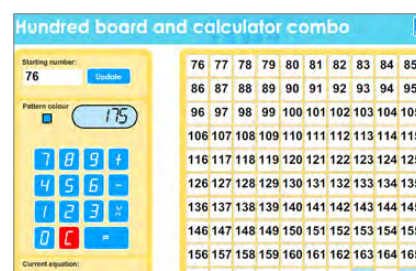 Hundred board and calculator combo
Starting number:
76 Update
Pattern colour
175
7 8 9 +
4 5 6 -
1 2 3 x
0 C =
Current equation:
76 77 78 79 80 81 82 83 84 85
86 87 88 89 90 91 92 93 94 95
96 97 98 99 100 101 102 103 104 105
106 107 108 109 110 111 112 113 114 115
116 117 118 119 120 121 122 123 124 125
126 127 128 129 130 131 132 133 134 135
136 137 138 139 140 141 142 143 144 145
146 147 148 149 150 151 152 153 154 155
156 157 158 159 160 161 162 163 164 165